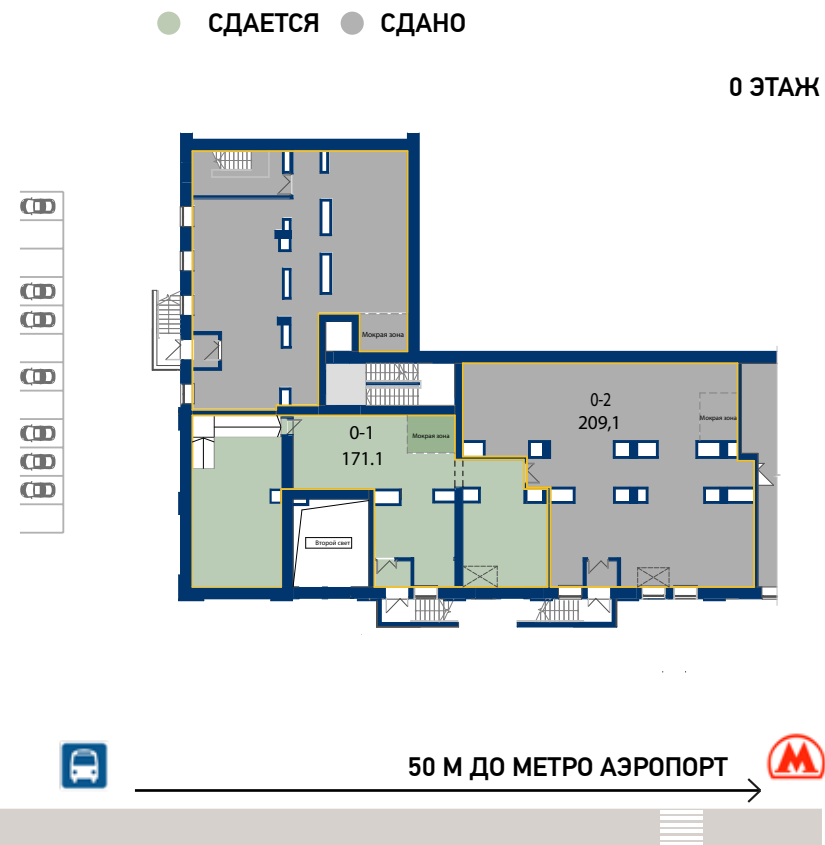 СДАЕТСЯ СДАНО
0 ЭТАЖ
Мокрая зона
0-2
209,1
Мокрая зона
0-1
171.1
Мокрая зона
Второй свет
50 М ДО МЕТРО АЭРОПОРТ
М